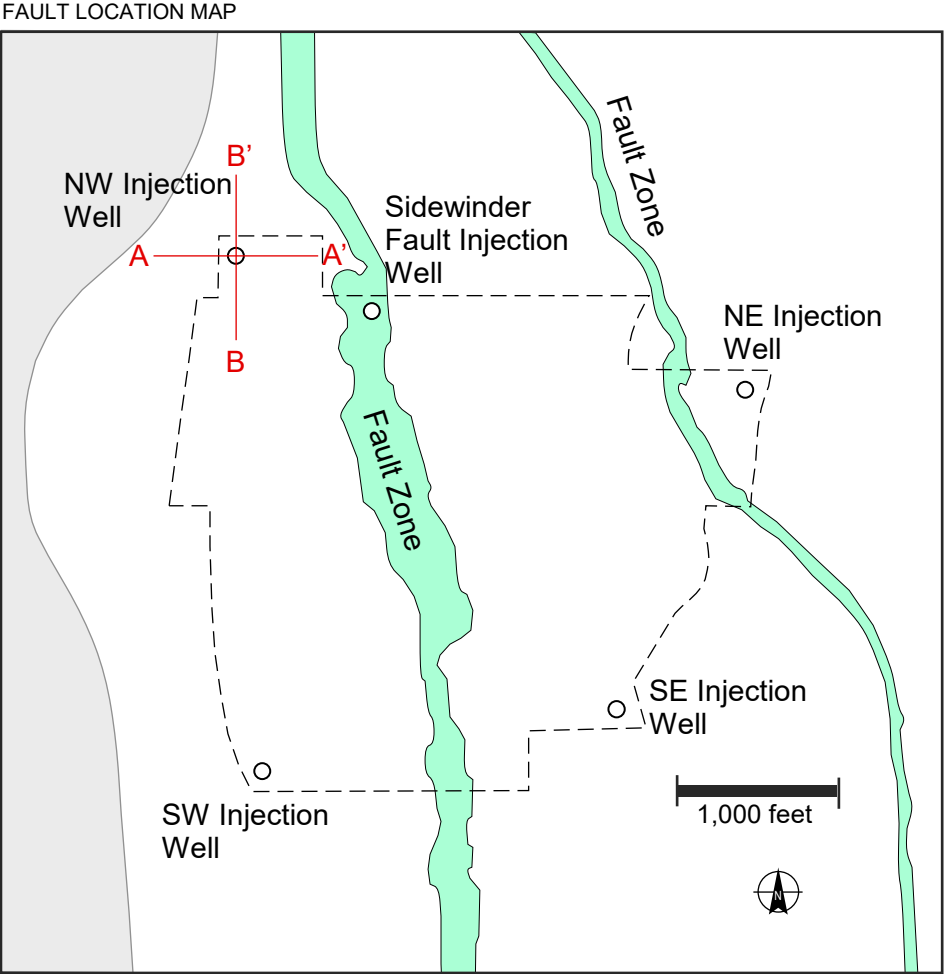 FAULT LOCATION MAP
Fault Zone
B’
NW Injection
Well
Sidewinder
Fault Injection
Well
A
A’
NE Injection
Well
B
Fault Zone
SE Injection
Well
1,000 feet
SW Injection
Well
N